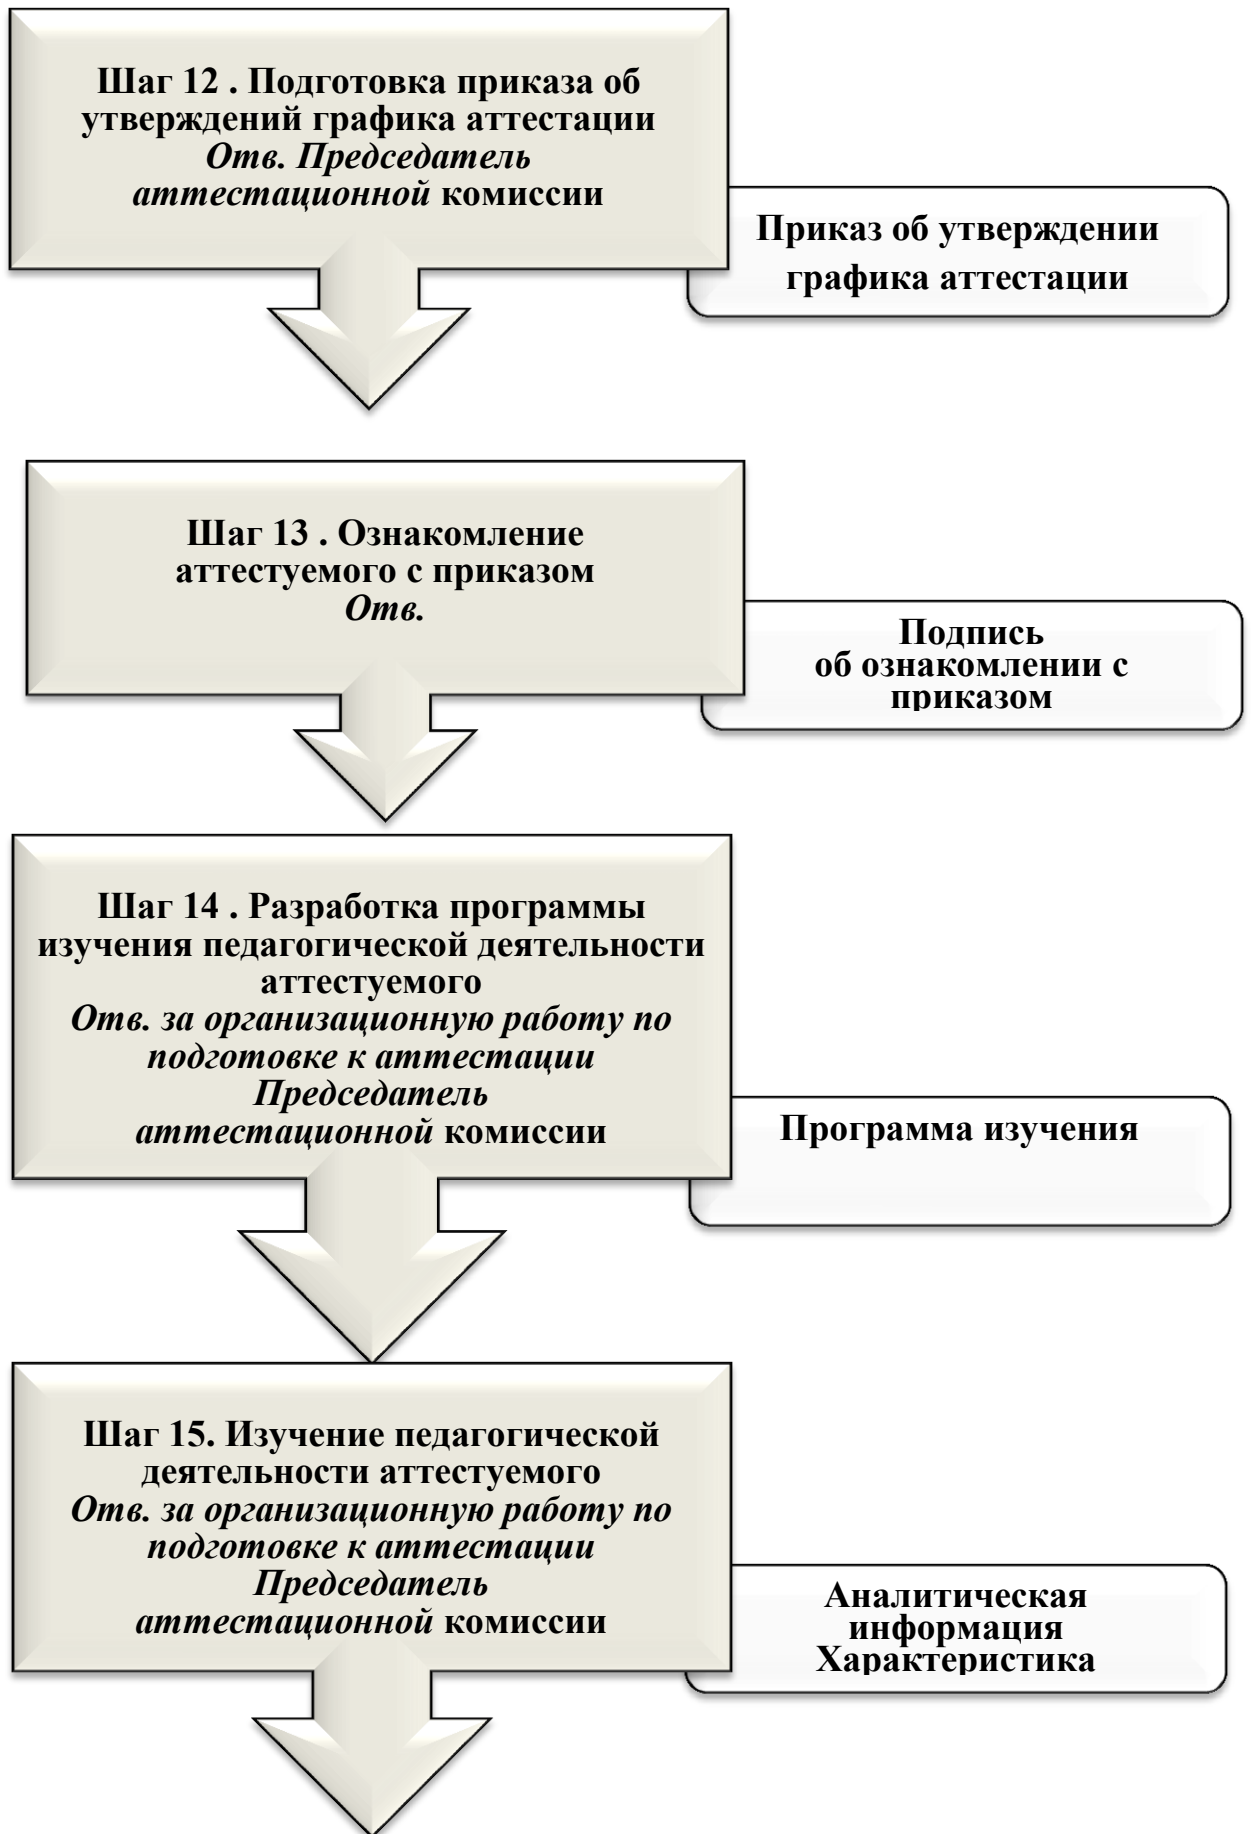 Шаг 12 . Подготовка приказа об
утверждений графика аттестации
Отв. Председатель
аттестационной комиссии
Приказ об утверждении
графика аттестации
Шаг 13 . Ознакомление
аттестуемого с приказом
Отв.
Подпись
об ознакомлении с
приказом
Шаг 14 . Разработка программы
изучения педагогической деятельности
аттестуемого
Отв. за организационную работу по
подготовке к аттестации
Председатель
аттестационной комиссии
Программа изучения
Шаг 15. Изучение педагогической
деятельности аттестуемого
Отв. за организационную работу по
подготовке к аттестации
Председатель
аттестационной комиссии
Аналитическая
информация
Характеристика